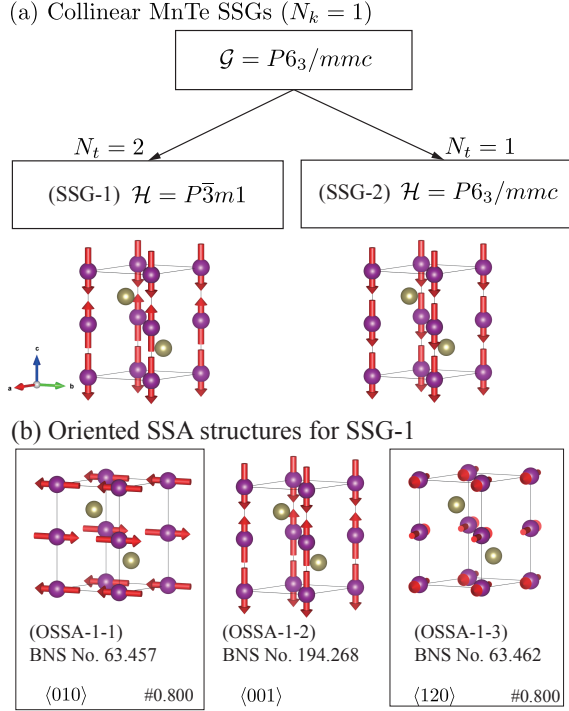 (a) Collinear MnTe SSGs (N_k = 1)
𝒢 = P6_3/mmc
N_t = 2
N_t = 1
(SSG-1) ℋ = P3̅m1
(SSG-2) ℋ = P6_3/mmc
c
a
b
(b) Oriented SSA structures for SSG-1
(OSSA-1-1)
BNS No. 63.457
⟨010⟩ #0.800
(OSSA-1-2)
BNS No. 194.268
⟨001⟩
(OSSA-1-3)
BNS No. 63.462
⟨120⟩ #0.800